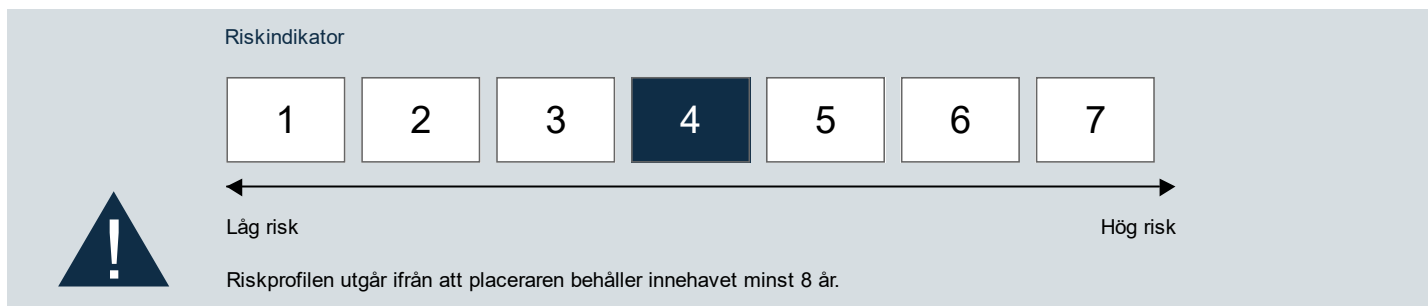 Riskindikator
1 2 3 4 5 6 7
Låg risk Hög risk
!
Riskprofilen utgår ifrån att placeraren behåller innehavet minst 8 år.